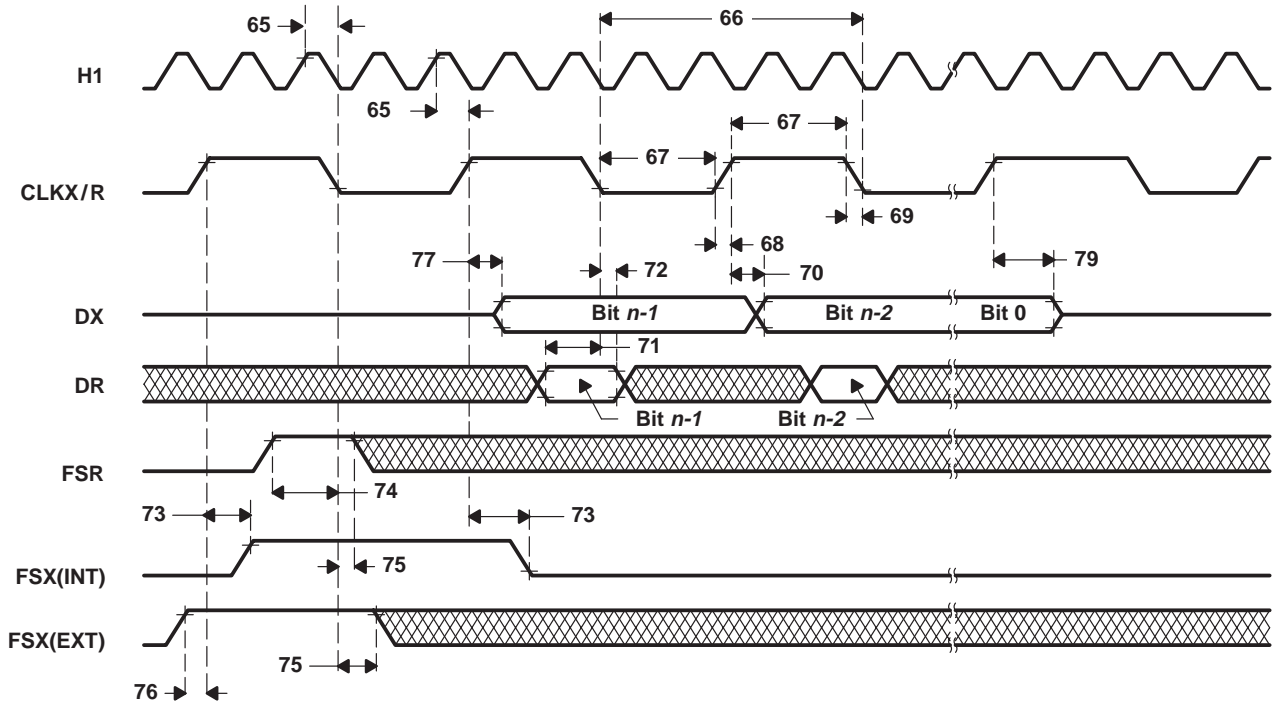 65
66
H1
65
67
67
CLKX/R
69
68
77
72
70
79
DX
Bit n-1
Bit n-2
Bit 0
71
DR
Bit n-1
Bit n-2
FSR
74
73
73
75
FSX(INT)
FSX(EXT)
75
76